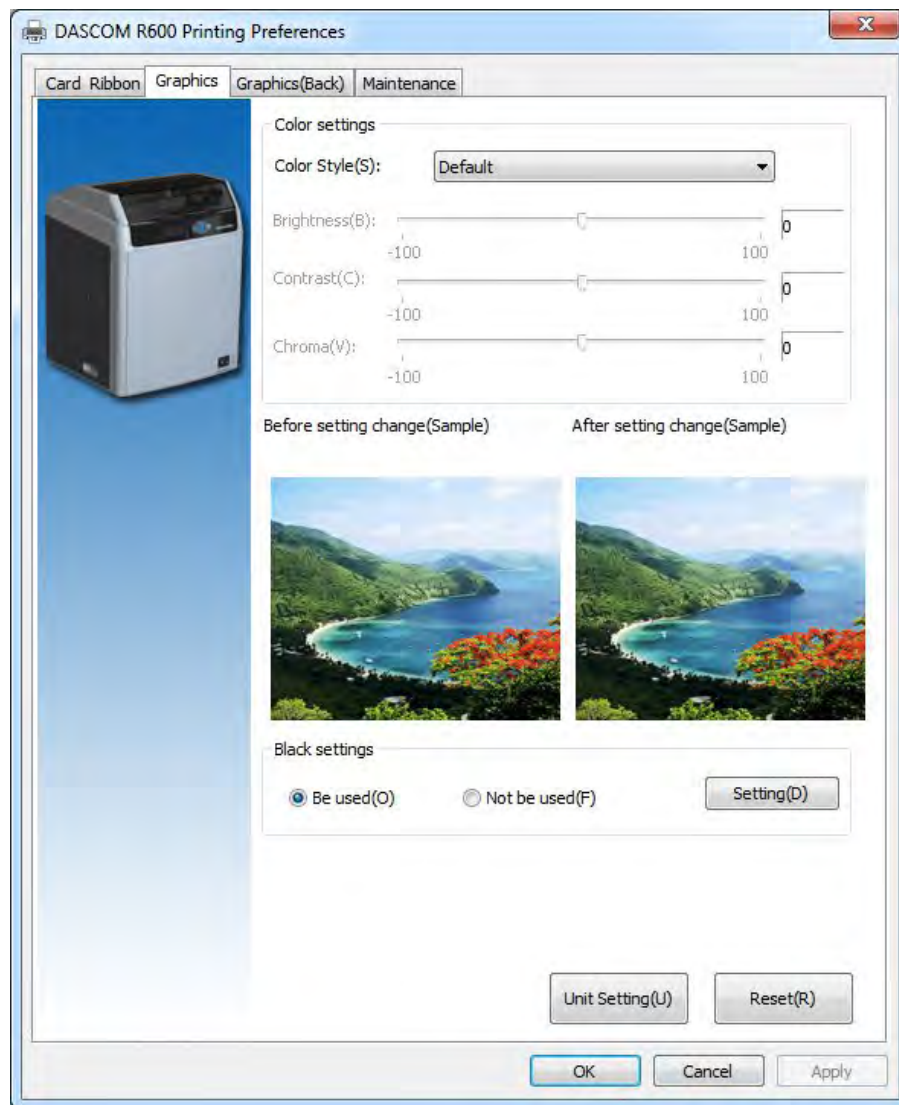 DASCOM R600 Printing Preferences
Card Ribbon Graphics Graphics(Back) Maintenance
Color settings
Color Style(S): Default
Brightness(B): 0
-100 100
Contrast(C): 0
-100 100
Chroma(V): 0
-100 100
Before setting change(Sample) After setting change(Sample)
Black settings
Be used(O) Not be used(F) Setting(D)
Unit Setting(U) Reset(R)
OK Cancel Apply